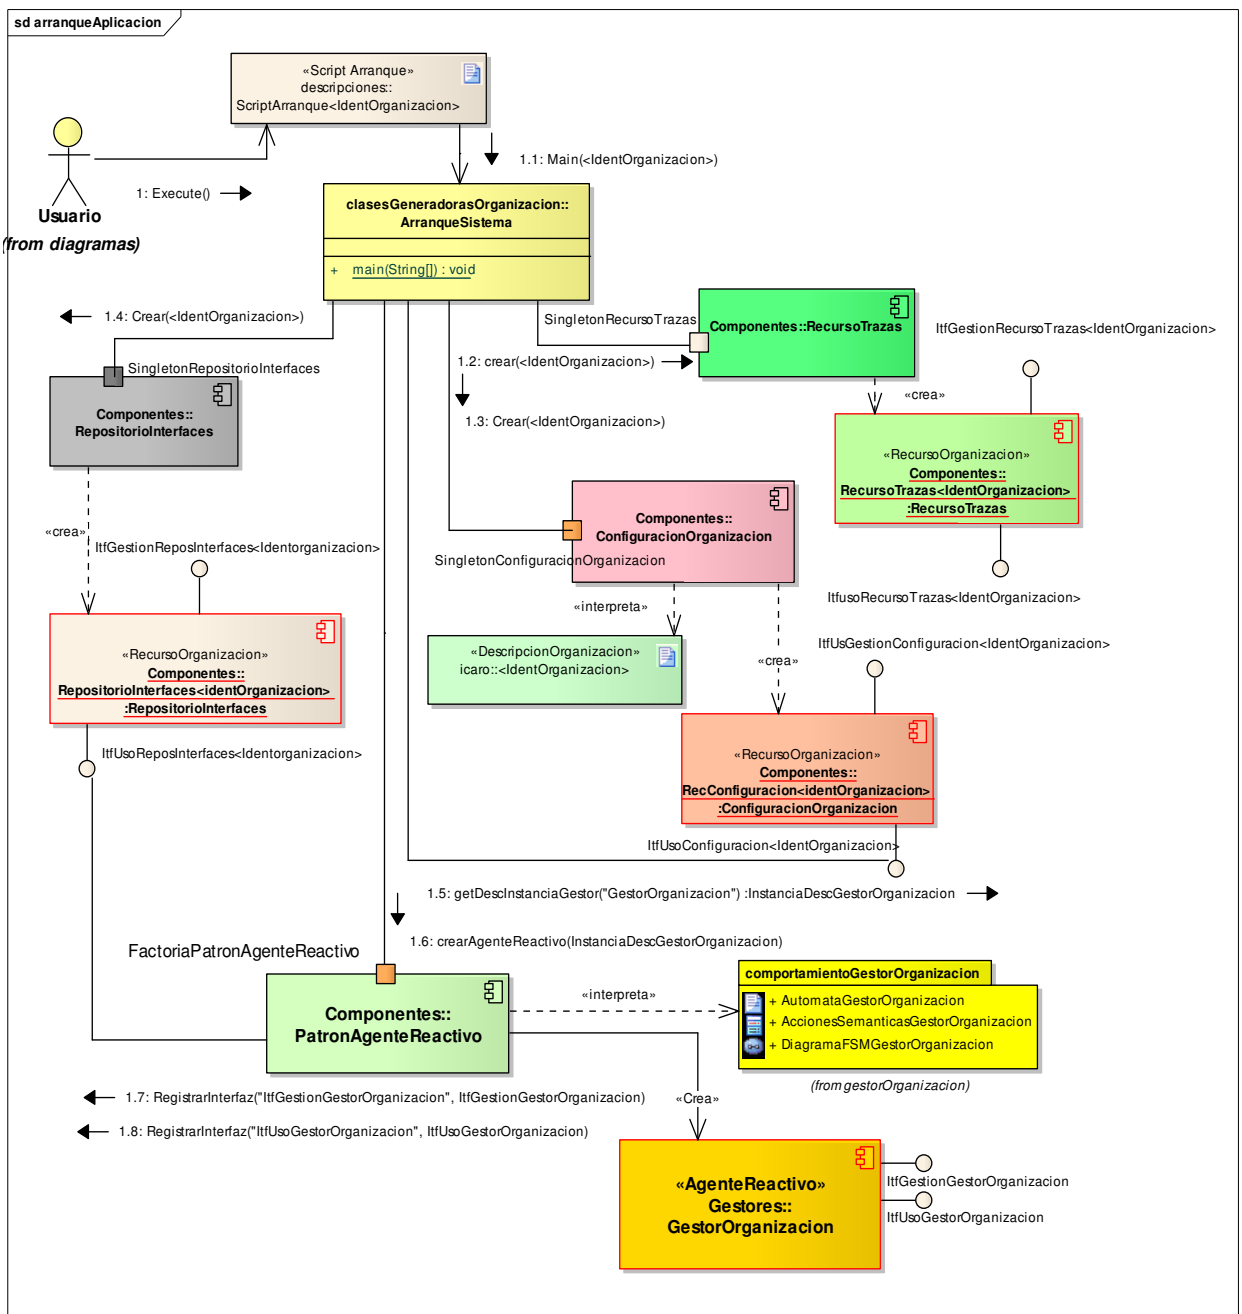 sd arranqueAplicacion
«Script Arranque»
descripciones::
ScriptArranque<IdentOrganizacion>
1.1: Main(<IdentOrganizacion>)
1: Execute()
Usuario
(from diagramas)
clasesGeneradorasOrganizacion::
ArranqueSistema
+ main(String[]) : void
1.4: Crear(<IdentOrganizacion>)
SingletonRecursoTrazas
Componentes::RecursoTrazas
ItfGestionRecursoTrazas<IdentOrganizacion>
1.2: crear(<IdentOrganizacion>)
SingletonRepositorioInterfaces
«crea»
1.3: Crear(<IdentOrganizacion>)
Componentes::
RepositorioInterfaces
«RecursoOrganizacion»
Componentes::
RecursoTrazas<IdentOrganizacion>
:RecursoTrazas
Componentes::
ConfiguracionOrganizacion
«crea»
ItfGestionReposInterfaces<Identorganizacion>
SingletonConfiguracionOrganizacion
ItfusoRecursoTrazas<IdentOrganizacion>
«interpreta»
ItfUsGestionConfiguracion<IdentOrganizacion>
«RecursoOrganizacion»
Componentes::
RepositorioInterfaces<identOrganizacion>
:RepositorioInterfaces
«DescripcionOrganizacion»
icaro::<IdentOrganizacion>
«crea»
ItfUsoReposInterfaces<Identorganizacion>
«RecursoOrganizacion»
Componentes::
RecConfiguracion<identOrganizacion>
:ConfiguracionOrganizacion
ItfUsoConfiguracion<IdentOrganizacion>
1.5: getDescInstanciaGestor("GestorOrganizacion") :InstanciaDescGestorOrganizacion
1.6: crearAgenteReactivo(InstanciaDescGestorOrganizacion)
FactoriaPatronAgenteReactivo
Componentes::
PatronAgenteReactivo
«interpreta»
comportamientoGestorOrganizacion
+ AutomataGestorOrganizacion
+ AccionesSemanticasGestorOrganizacion
+ DiagramaFSMGestorOrganizacion
(from gestorOrganizacion)
1.7: RegistrarInterfaz("ItfGestionGestorOrganizacion", ItfGestionGestorOrganizacion)
«Crea»
1.8: RegistrarInterfaz("ItfUsoGestorOrganizacion", ItfUsoGestorOrganizacion)
«AgenteReactivo»
Gestores::
GestorOrganizacion
ItfGestionGestorOrganizacion
ItfUsoGestorOrganizacion